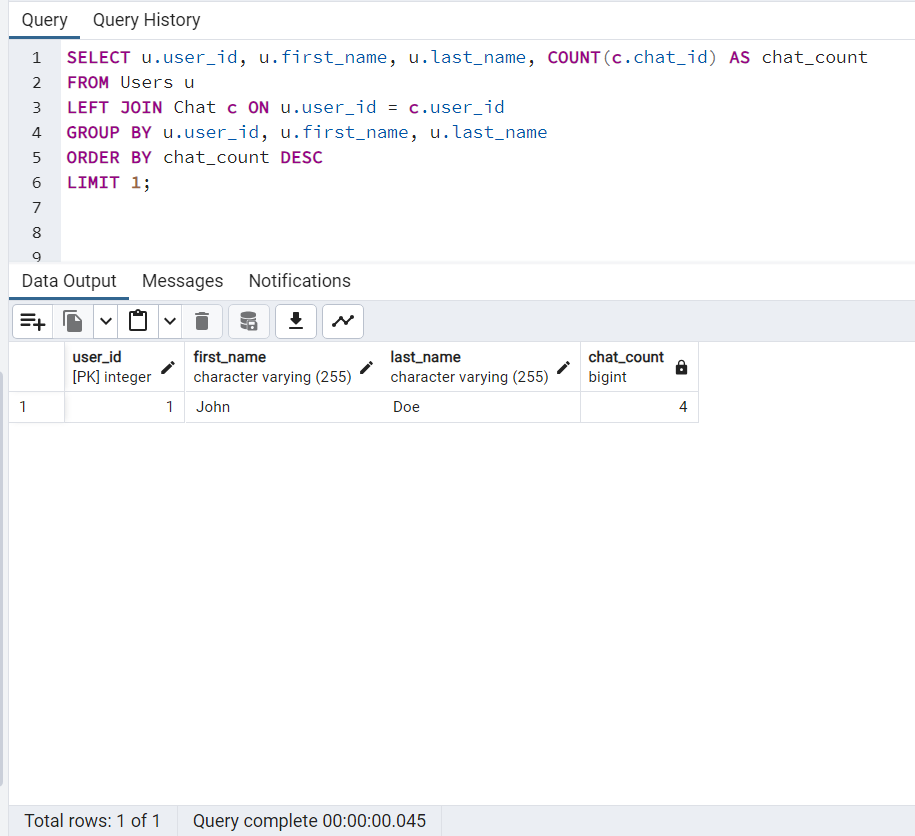 Query Query History
1 SELECT u.user_id, u.first_name, u.last_name, COUNT(c.chat_id) AS chat_count
2 FROM Users u
3 LEFT JOIN Chat c ON u.user_id = c.user_id
4 GROUP BY u.user_id, u.first_name, u.last_name
5 ORDER BY chat_count DESC
6 LIMIT 1;
7
8
9
Data Output Messages Notifications
user_id first_name last_name chat_count
[PK] integer character varying (255) character varying (255) bigint
1 1 John Doe 4
Total rows: 1 of 1 Query complete 00:00:00.045